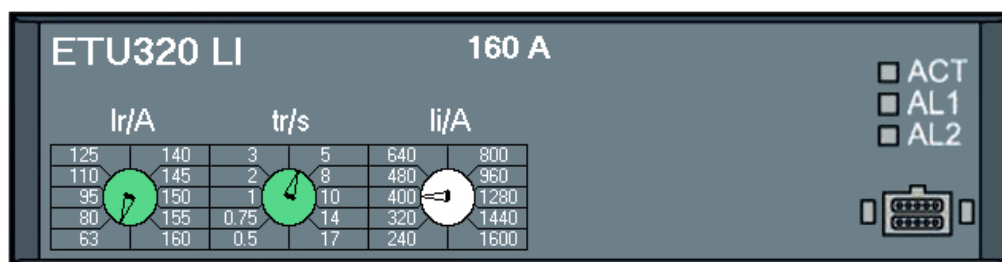 ETU320 LI 160 A
ACT
AL1
AL2
Ir/A tr/s Ii/A
125 140 3 5 640 800
110 145 2 8 480 960
95 150 1 10 400 1280
80 155 0.75 14 320 1440
63 160 0.5 17 240 1600